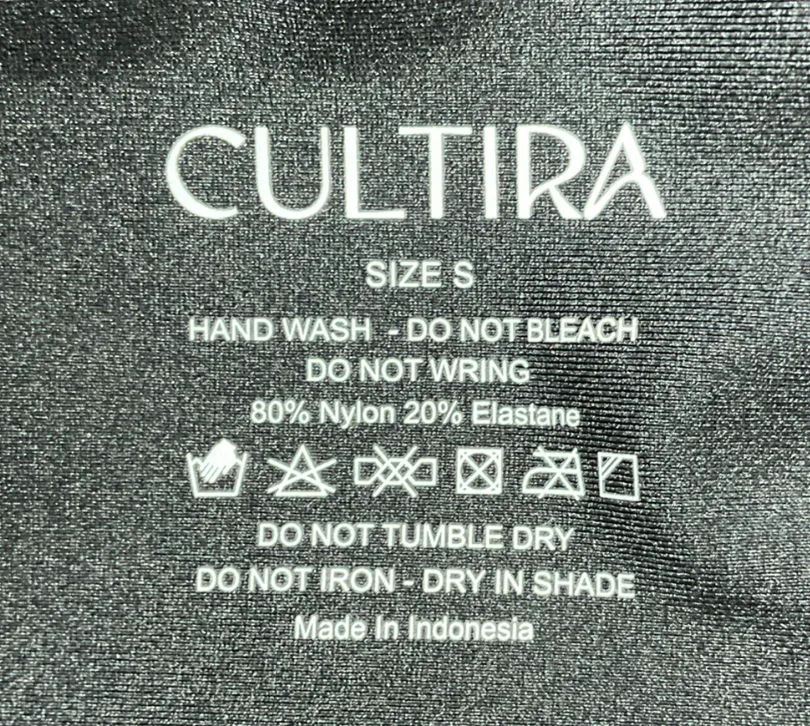 CULTIRA
SIZE S
HAND WASH - DO NOT BLEACH
DO NOT WRING
80% Nylon 20% Elastane
DO NOT TUMBLE DRY
DO NOT IRON - DRY IN SHADE
Made In Indonesia